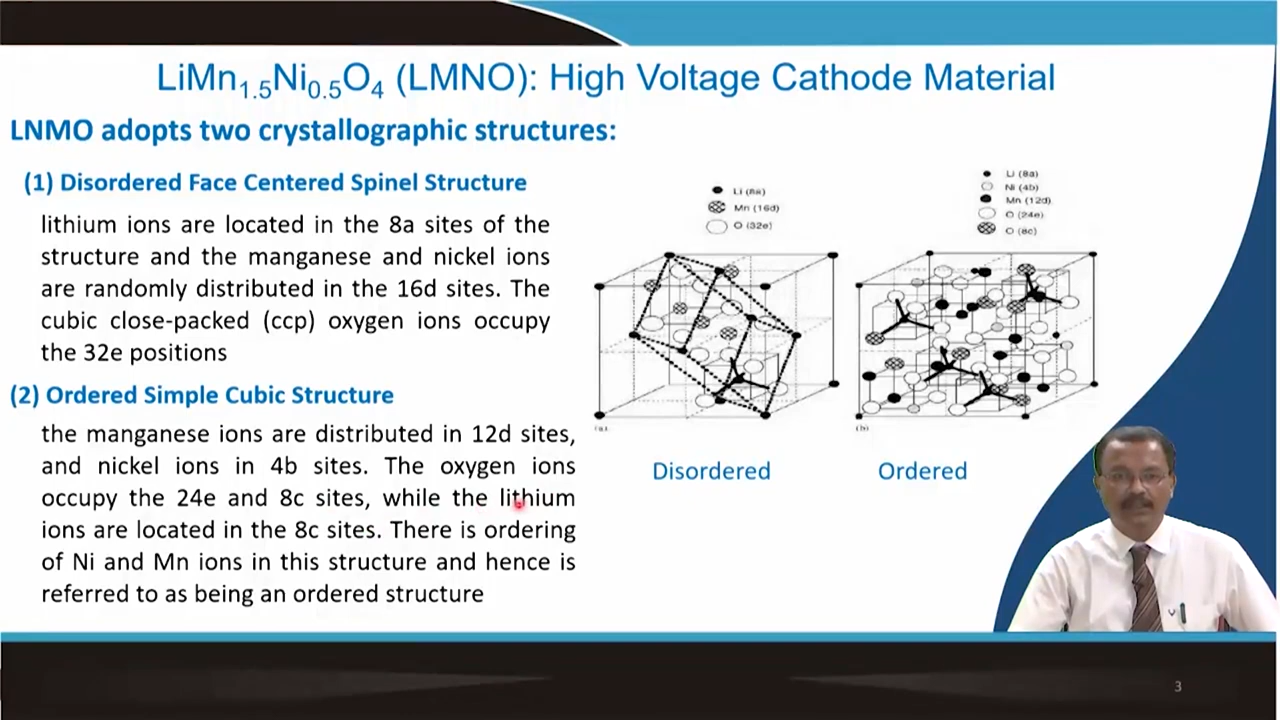 LiMn1.5Ni0.5O4 (LMNO): High Voltage Cathode Material
LNMO adopts two crystallographic structures:
(1) Disordered Face Centered Spinel Structure
lithium ions are located in the 8a sites of the
structure and the manganese and nickel ions
are randomly distributed in the 16d sites. The
cubic close-packed (ccp) oxygen ions occupy
the 32e positions
(2) Ordered Simple Cubic Structure
the manganese ions are distributed in 12d sites,
and nickel ions in 4b sites. The oxygen ions
occupy the 24e and 8c sites, while the lithium
ions are located in the 8c sites. There is ordering
of Ni and Mn ions in this structure and hence is
referred to as being an ordered structure
Li (8a)
Mn (16d)
O (32e)
(a)
Disordered
Li (8a)
Ni (4b)
Mn (12d)
O (24e)
O (8c)
(b)
Ordered
3